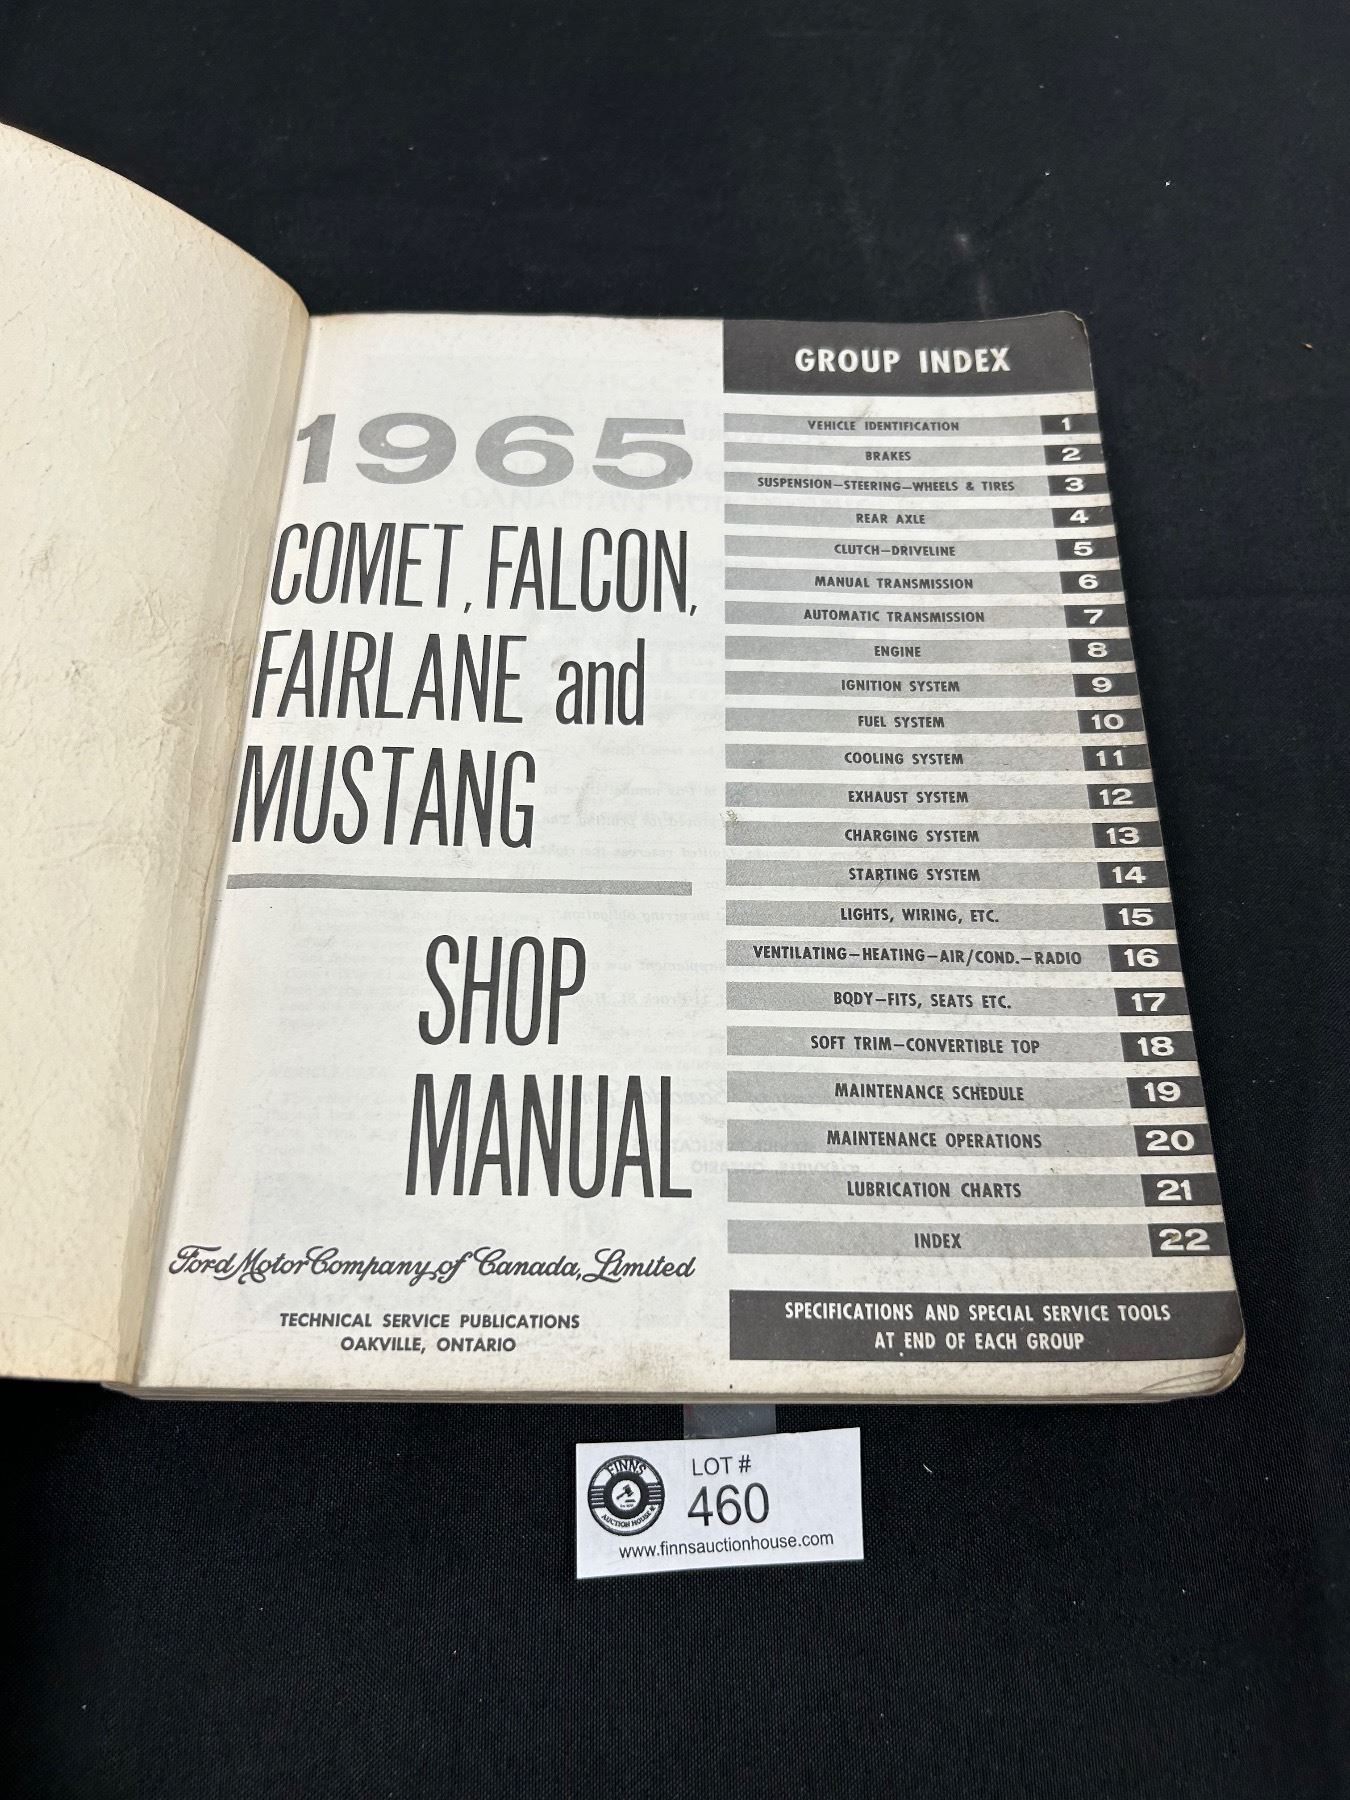 1965
COMET, FALCON,
FAIRLANE and
MUSTANG
SHOP
MANUAL
Ford Motor Company of Canada, Limited
TECHNICAL SERVICE PUBLICATIONS
OAKVILLE, ONTARIO
GROUP INDEX
VEHICLE IDENTIFICATION 1
BRAKES 2
SUSPENSION—STEERING—WHEELS & TIRES 3
REAR AXLE 4
CLUTCH—DRIVELINE 5
MANUAL TRANSMISSION 6
AUTOMATIC TRANSMISSION 7
ENGINE 8
IGNITION SYSTEM 9
FUEL SYSTEM 10
COOLING SYSTEM 11
EXHAUST SYSTEM 12
CHARGING SYSTEM 13
STARTING SYSTEM 14
LIGHTS, WIRING, ETC. 15
VENTILATING—HEATING—AIR/COND.—RADIO 16
BODY—FITS, SEATS ETC. 17
SOFT TRIM—CONVERTIBLE TOP 18
MAINTENANCE SCHEDULE 19
MAINTENANCE OPERATIONS 20
LUBRICATION CHARTS 21
INDEX 22
SPECIFICATIONS AND SPECIAL SERVICE TOOLS
AT END OF EACH GROUP
FINNS
AUCTION HOUSE
LOT #
460
www.finnsauctionhouse.com